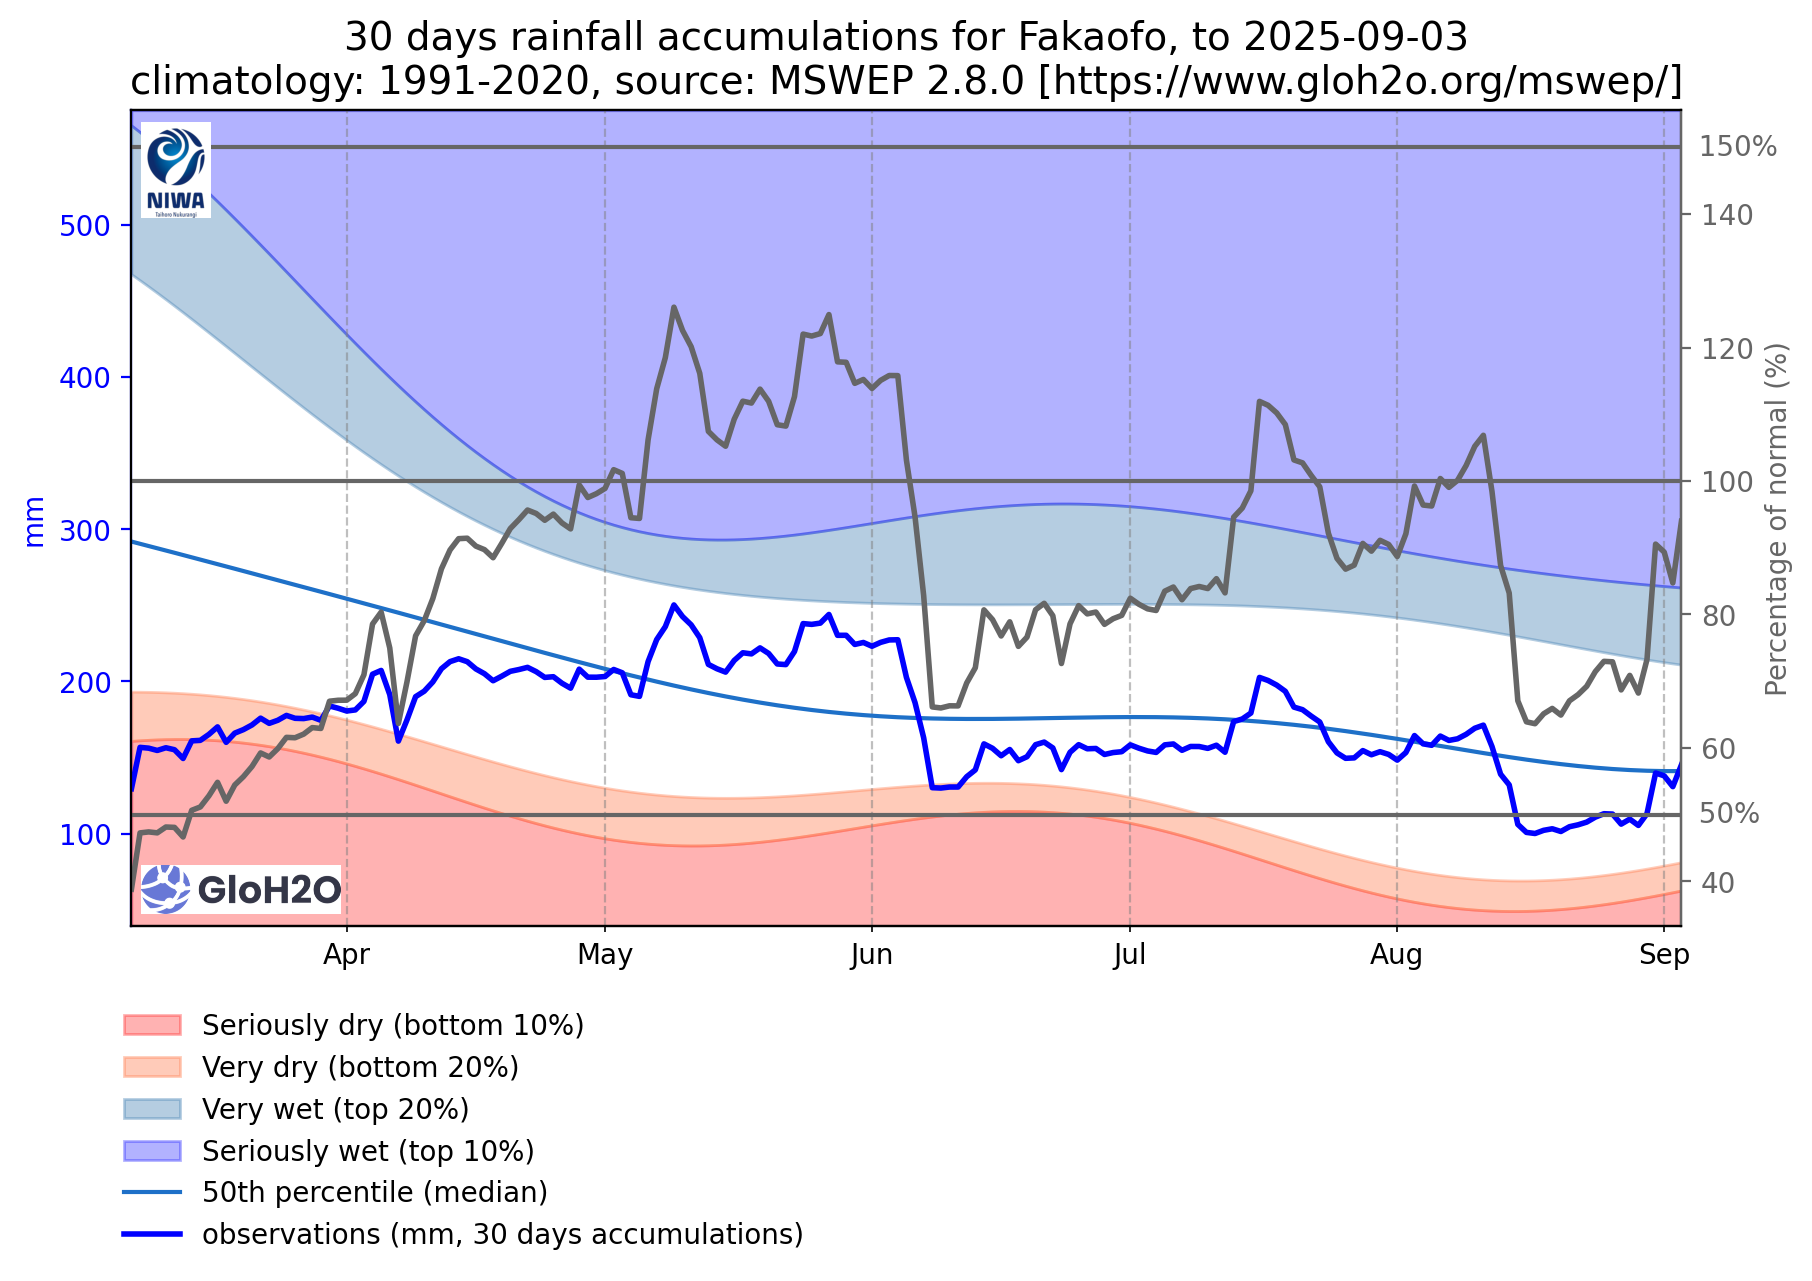 30 days rainfall accumulations for Fakaofo, to 2025-09-03
climatology: 1991-2020, source: MSWEP 2.8.0 [https://www.gloh2o.org/mswep/]
NIWA
Taihoro Nukurangi
150%
140
120
100
80
60
50%
40
Percentage of normal (%)
500
400
300
200
100
mm
GloH2O
Apr
May
Jun
Jul
Aug
Sep
Seriously dry (bottom 10%)
Very dry (bottom 20%)
Very wet (top 20%)
Seriously wet (top 10%)
50th percentile (median)
observations (mm, 30 days accumulations)